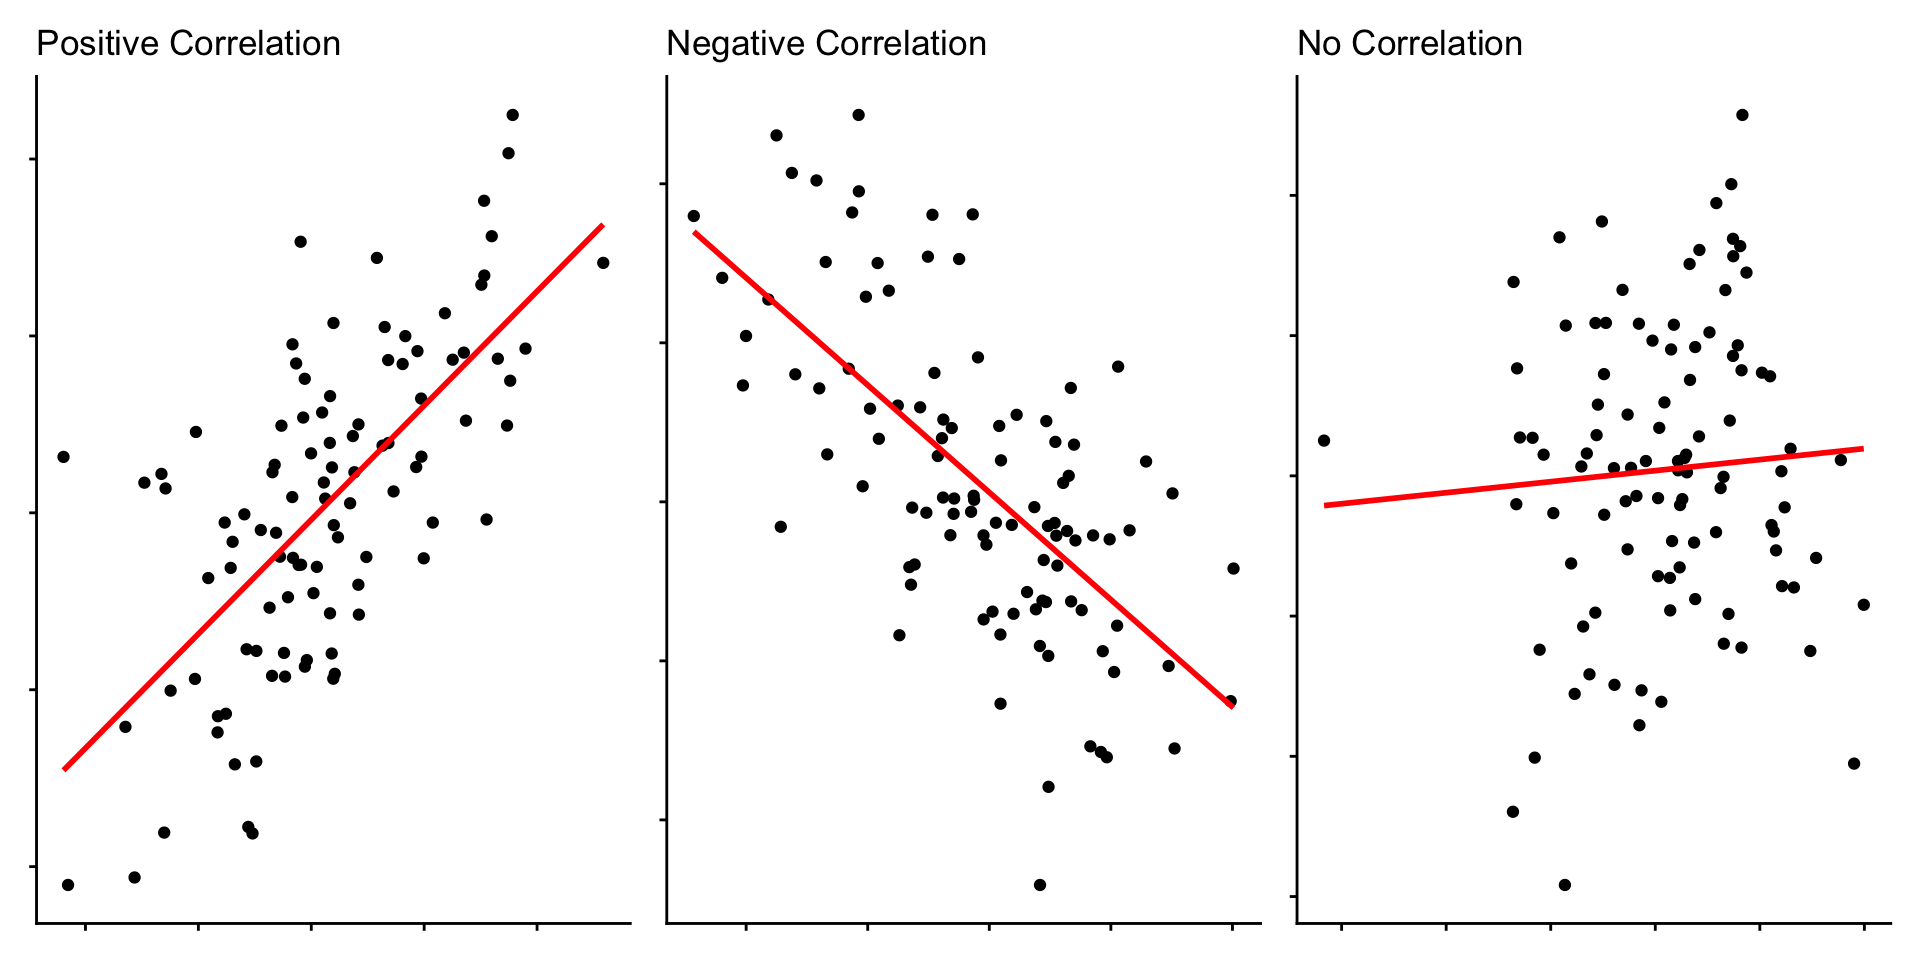 Positive Correlation
Negative Correlation
No Correlation